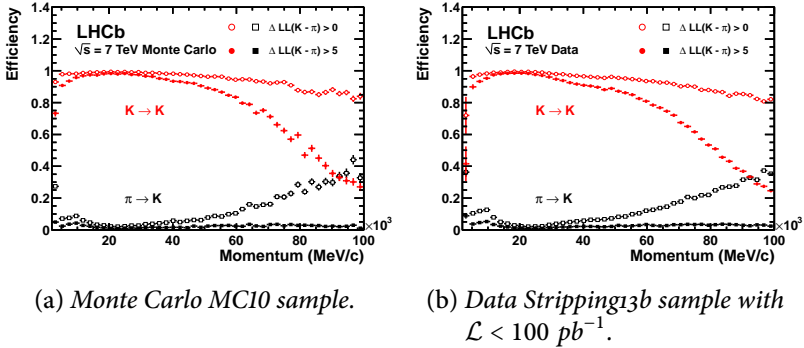 LHCb
√s = 7 TeV Monte Carlo
Δ LL(K - π) > 0
Δ LL(K - π) > 5
K → K
π → K
Efficiency
1.4
1.2
1
0.8
0.6
0.4
0.2
0
0 20 40 60 80 100
×10³
Momentum (MeV/c)
LHCb
√s = 7 TeV Data
Δ LL(K - π) > 0
Δ LL(K - π) > 5
K → K
π → K
Efficiency
1.4
1.2
1
0.8
0.6
0.4
0.2
0
20 40 60 80 100
×10³
Momentum (MeV/c)
(a) Monte Carlo MC10 sample.
(b) Data Stripping13b sample with
ℒ < 100 pb⁻¹.